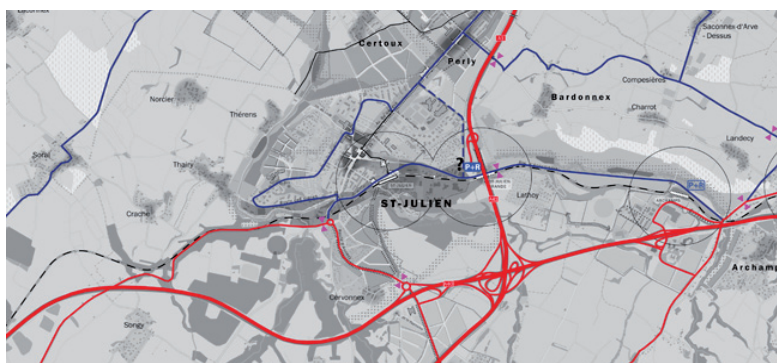 Certoux
Perly
Saconnex-d'Arve
- Dessus
Compesières
Bardonnex
Charrot
Landecy
Norcier
Thérens
Soral
Thairy
?
P+R
P+R
Crache
ST-JULIEN
Lathoy
Archamp
Cervonnex
Songy